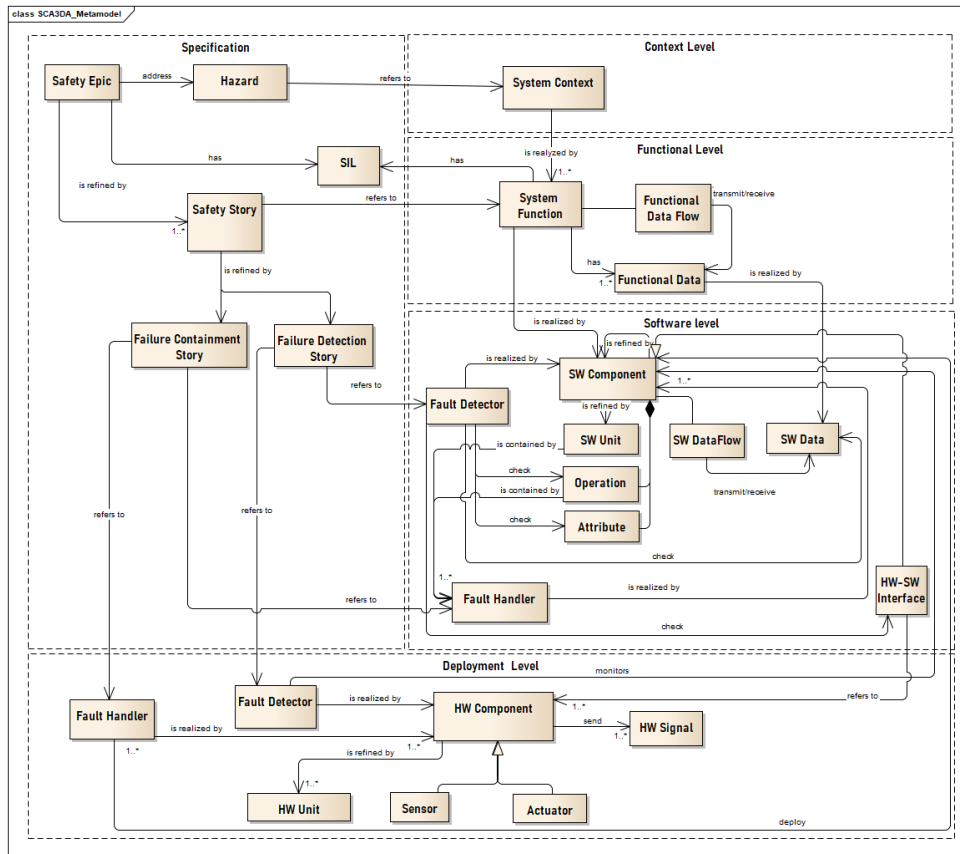 class SCA3DA_Metamodel
Specification
Context Level
Safety Epic
address
Hazard
refers to
System Context
is realyzed by
1..*
Functional Level
has
SIL
has
is refined by
1..*
Safety Story
refers to
System
Function
Functional
Data Flow
transmit/receive
has
1..*
Functional Data
is realized by
is refined by
Failure Containment
Story
Failure Detection
Story
refers to
is realized by
Software level
is refined by
is realized by
SW Component
1..*
Fault Detector
is refined by
is contained by
SW Unit
SW DataFlow
SW Data
check
Operation
is contained by
transmit/receive
check
Attribute
refers to
refers to
check
1..*
Fault Handler
is realized by
HW-SW
Interface
refers to
check
Deployment Level
monitors
Fault Handler
1..*
is realized by
Fault Detector
is realized by
HW Component
1..*
1..*
refers to
send
1..*
HW Signal
is refined by
1..*
HW Unit
Sensor
Actuator
deploy